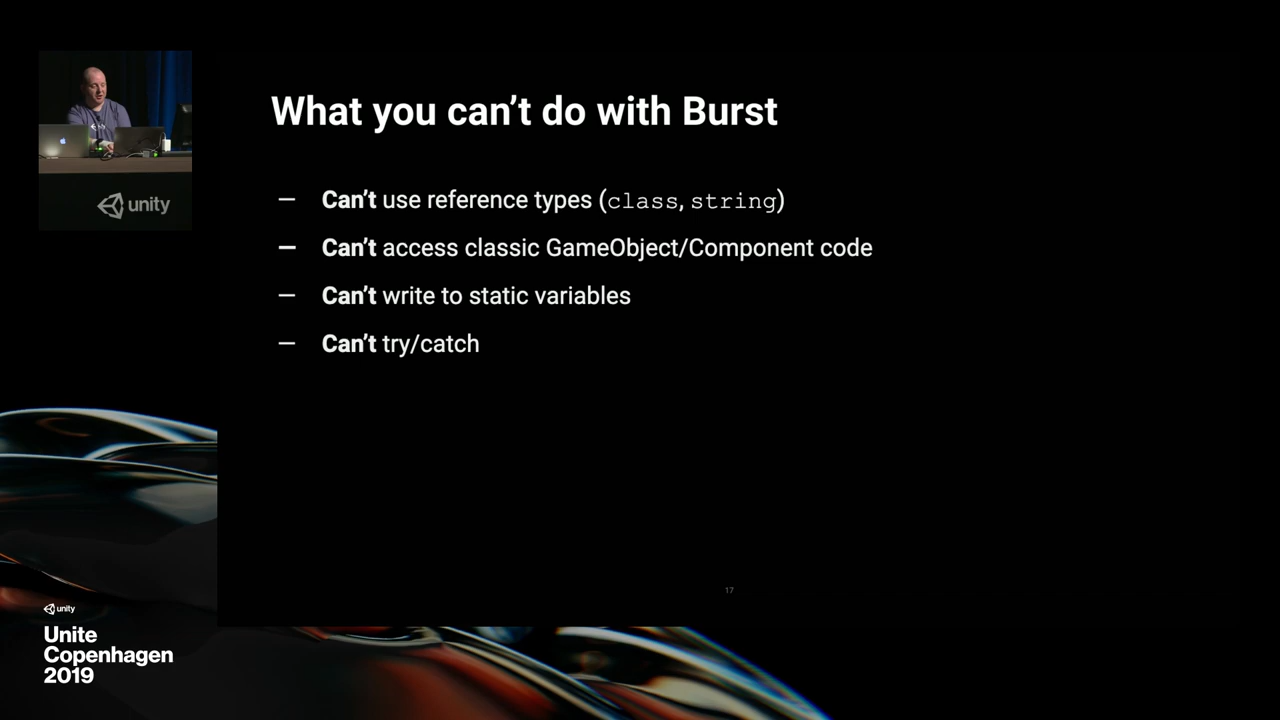 What you can't do with Burst
— Can't use reference types (class, string)
— Can't access classic GameObject/Component code
— Can't write to static variables
— Can't try/catch
17
unity
unity
Unite
Copenhagen
2019